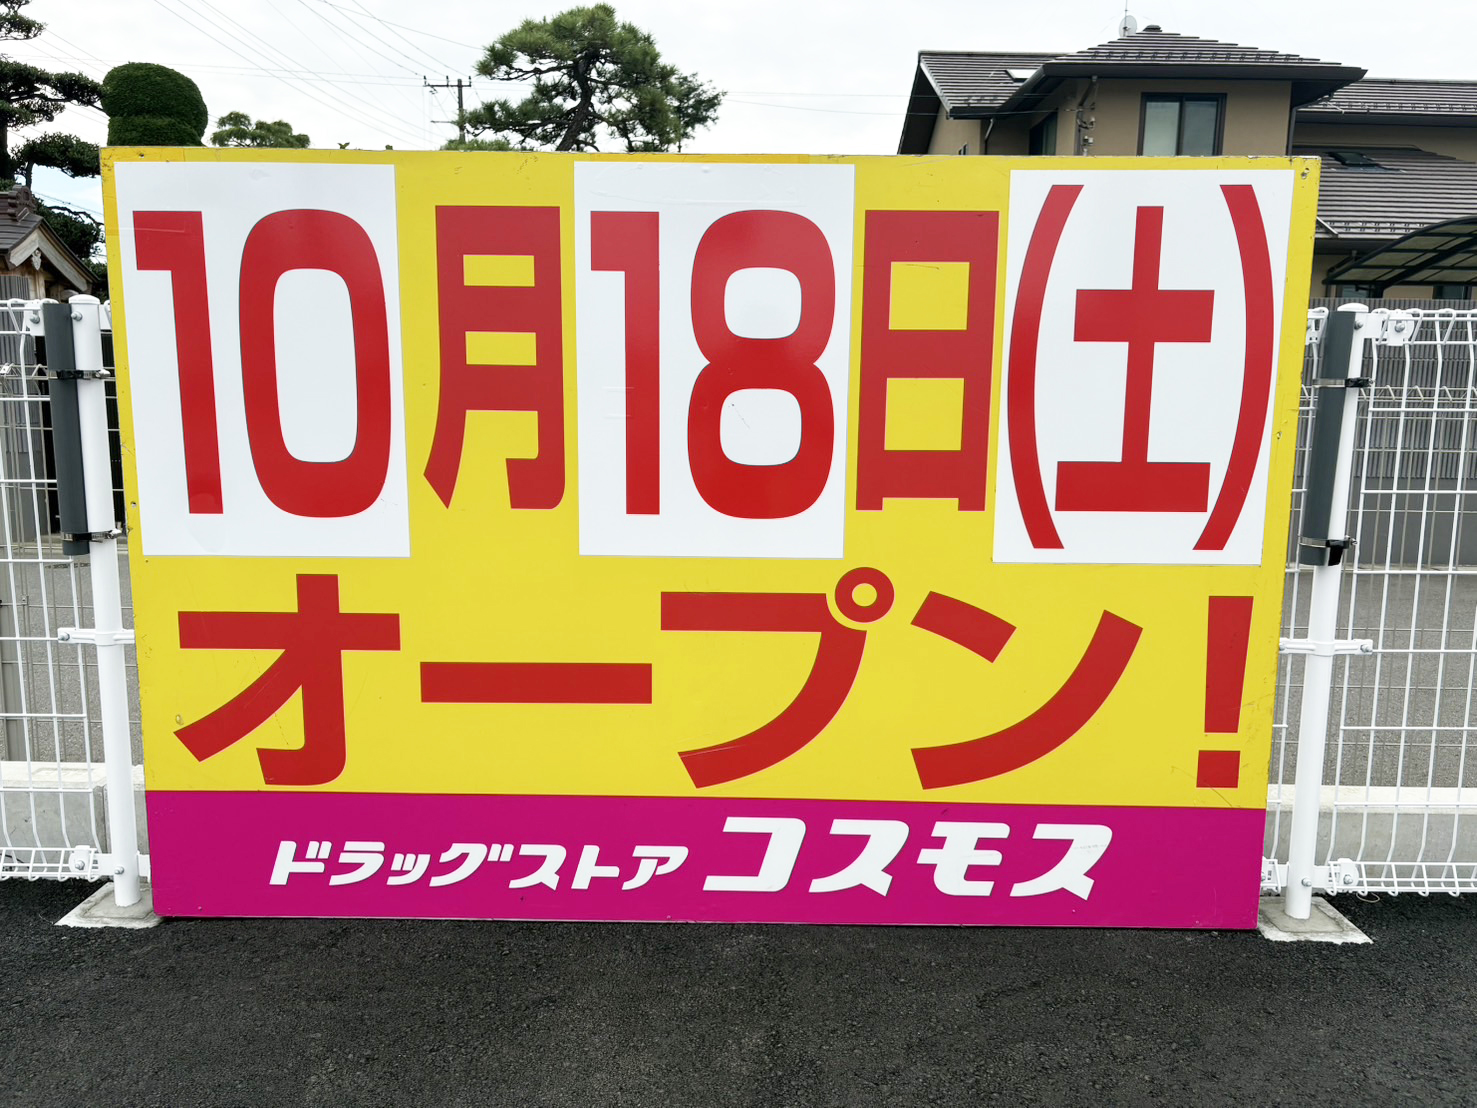 10月18日(土)
オープン!
ドラッグストア コスモス